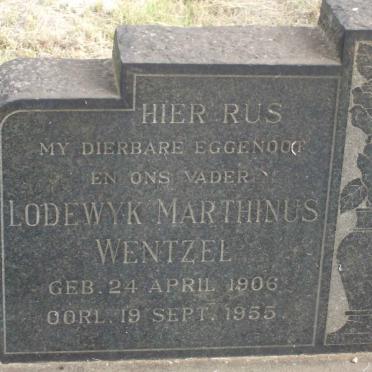 HIER RUS
MY DIERBARE EGGENOOT
EN ONS VADER
LODEWYK MARTHINUS
WENTZEL
GEB. 24 APRIL 1906
OORL. 19 SEPT. 1955.